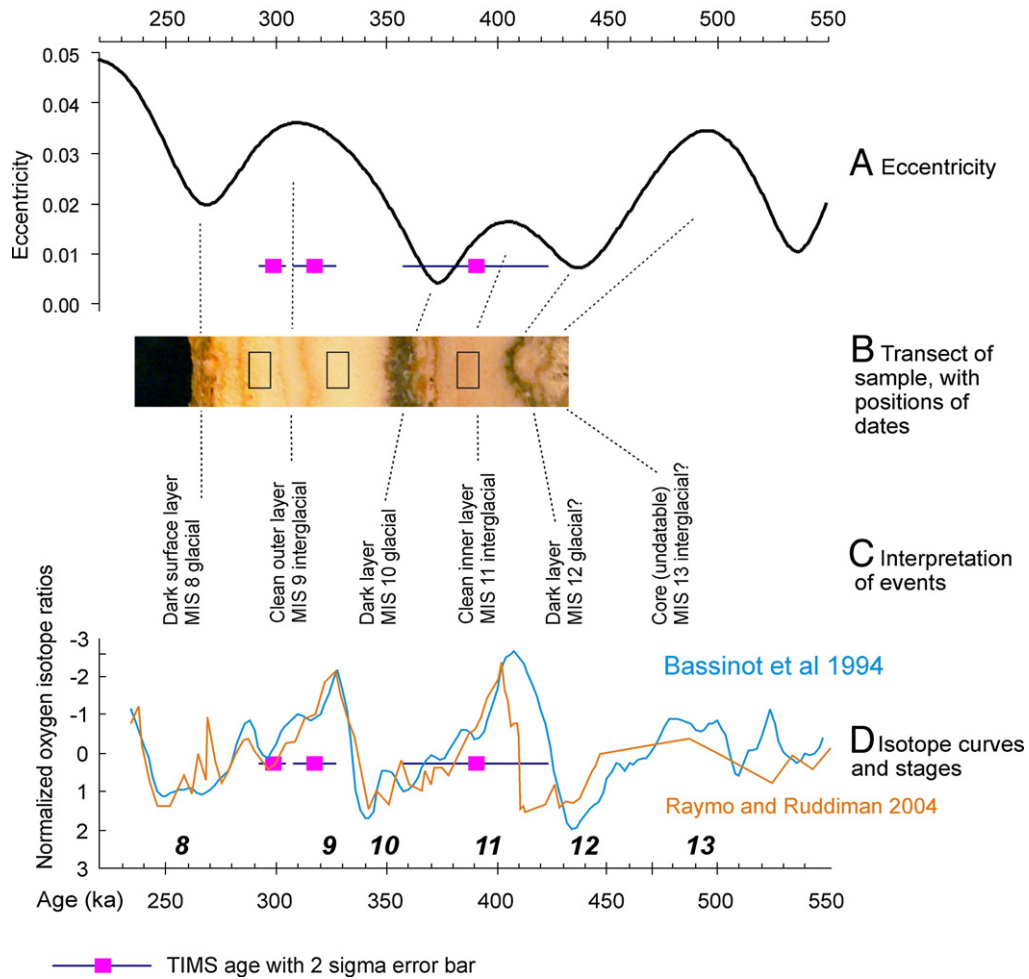 250 300 350 400 450 500 550
0.05
0.04
0.03
0.02
0.01
0.00
Eccentricity
A Eccentricity
B Transect of
sample, with
positions of
dates
Dark surface layer
MIS 8 glacial
Clean outer layer
MIS 9 interglacial
Dark layer
MIS 10 glacial
Clean inner layer
MIS 11 interglacial
Dark layer
MIS 12 glacial?
Core (undatable)
MIS 13 interglacial?
C Interpretation
of events
Normalized oxygen isotope ratios
-3
-2
-1
0
1
2
3
Bassinot et al 1994
D Isotope curves
and stages
Raymo and Ruddiman 2004
8 9 10 11 12 13
Age (ka) 250 300 350 400 450 500 550
TIMS age with 2 sigma error bar